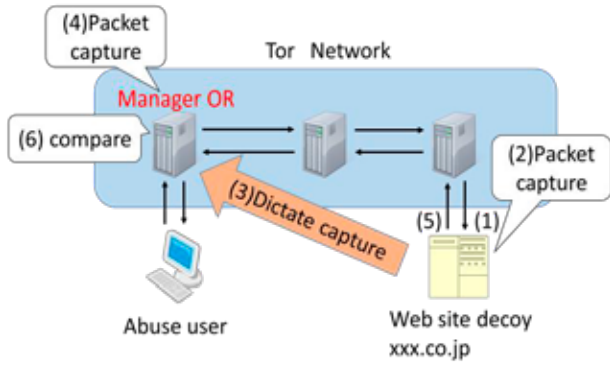 (4)Packet
capture
Tor Network
Manager OR
(6) compare
(2)Packet
capture
(3)Dictate capture
(5)
(1)
Abuse user
Web site decoy
xxx.co.jp